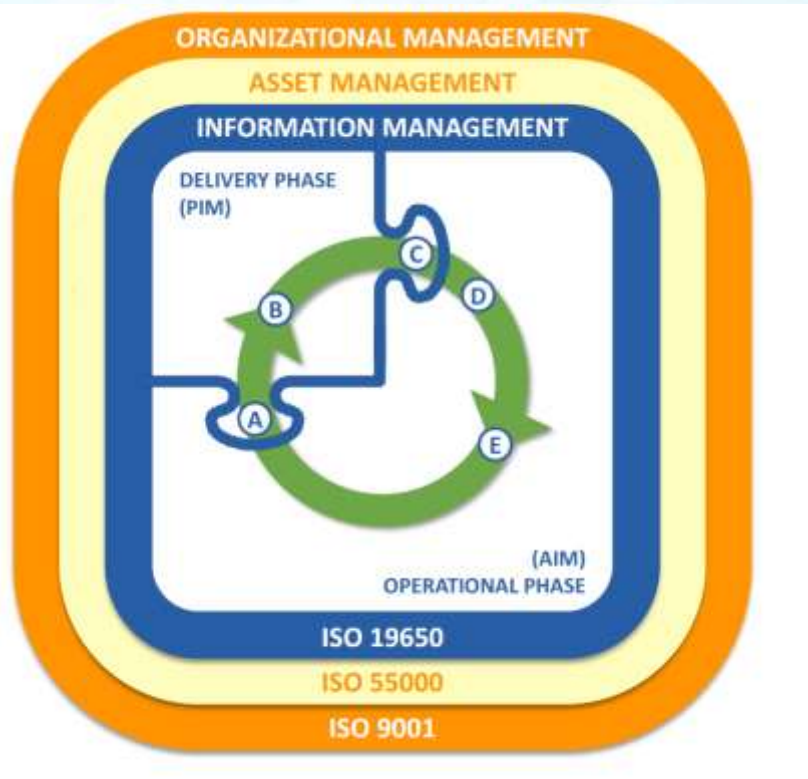 ORGANIZATIONAL MANAGEMENT
ASSET MANAGEMENT
INFORMATION MANAGEMENT
DELIVERY PHASE
(PIM)
C
D
B
A
E
(AIM)
OPERATIONAL PHASE
ISO 19650
ISO 55000
ISO 9001